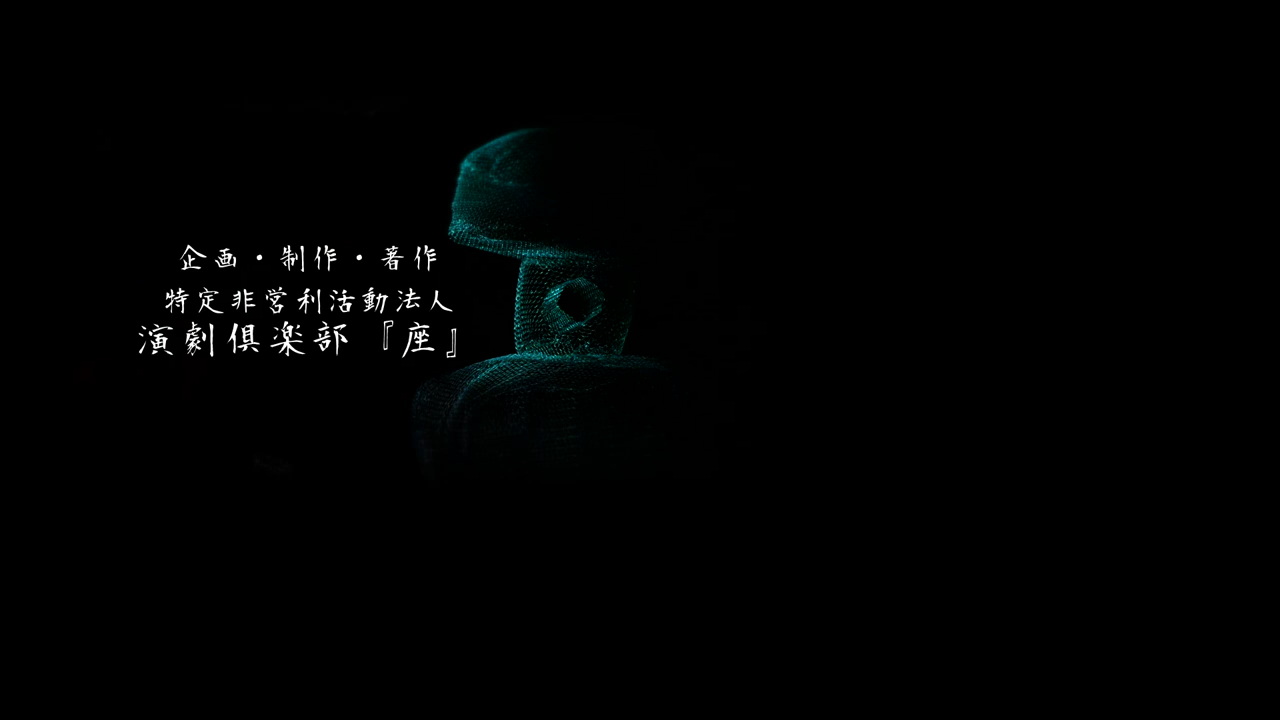 企画・制作・著作
特定非営利活動法人
演劇倶楽部『座』